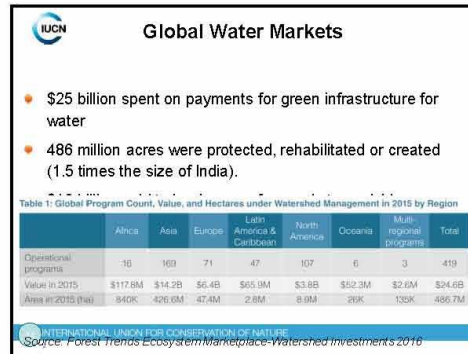 IUCN
Global Water Markets
$25 billion spent on payments for green infrastructure for
water
486 million acres were protected, rehabilitated or created
(1.5 times the size of India).
Table 1: Global Program Count, Value, and Hectares under Watershed Management in 2015 by Region
Africa Asia Europe Latin America & Caribbean North America Oceania Multi-regional programs Total
Operational programs 16 169 71 47 107 6 3 419
Value in 2015 $117.8M $14.2B $6.4B $65.9M $3.8B $52.3M $2.6M $24.6B
Area in 2015 (ha) 840K 426.6M 47.4M 2.8M 8.9M 26K 135K 486.7M
INTERNATIONAL UNION FOR CONSERVATION OF NATURE
Source: Forest Trends Ecosystem Marketplace-Watershed Investments 2016